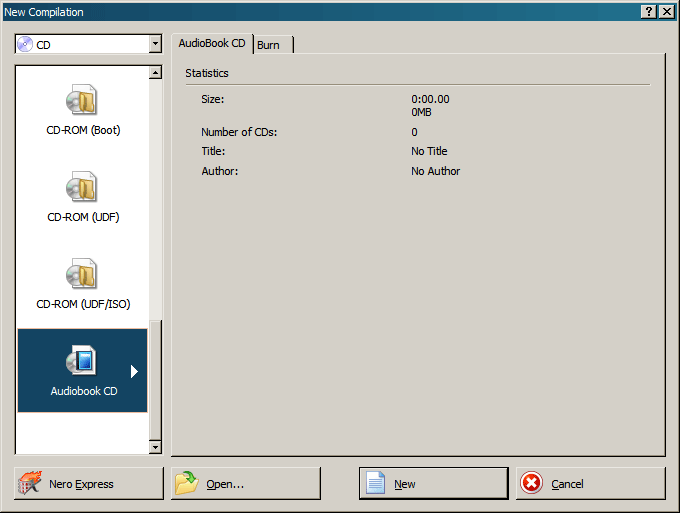 New Compilation
CD
CD-ROM (Boot)
CD-ROM (UDF)
CD-ROM (UDF/ISO)
Audiobook CD
AudioBook CD
Burn
Statistics
Size: 0:00.00
0MB
Number of CDs: 0
Title: No Title
Author: No Author
Nero Express
Open...
New
Cancel